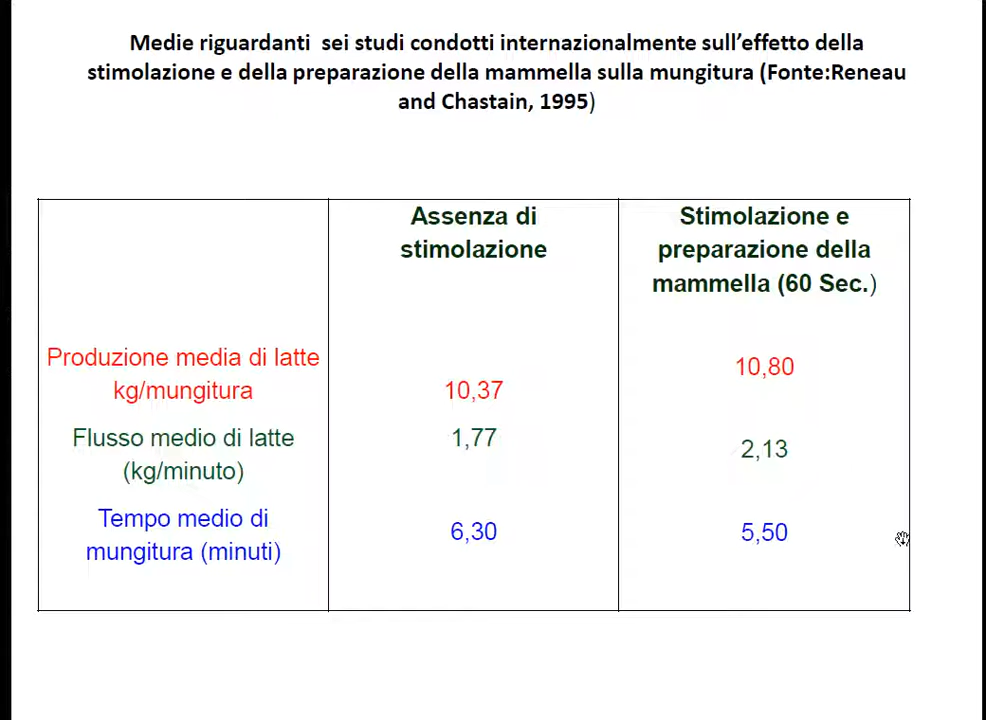 Medie riguardanti  sei studi condotti internazionalmente sull’effetto della
stimolazione e della preparazione della mammella sulla mungitura (Fonte:Reneau
and Chastain, 1995)
Assenza di
stimolazione
Stimolazione e
preparazione della
mammella (60 Sec.)
Produzione media di latte
kg/mungitura
10,37
10,80
Flusso medio di latte
(kg/minuto)
1,77
2,13
Tempo medio di
mungitura (minuti)
6,30
5,50